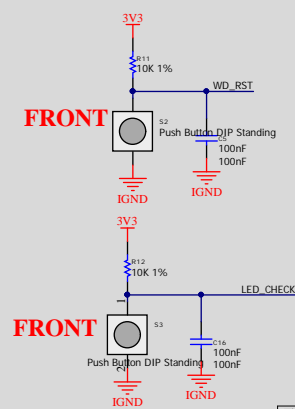 3V3
R11
10K 1%
WD_RST
FRONT
S2
Push Button DIP Standing
C5
100nF
100nF
IGND
IGND
3V3
R12
10K 1%
LED_CHECK
1
FRONT
S3
C16
100nF
Push Button DIP Standing
100nF
2
IGND
IGND